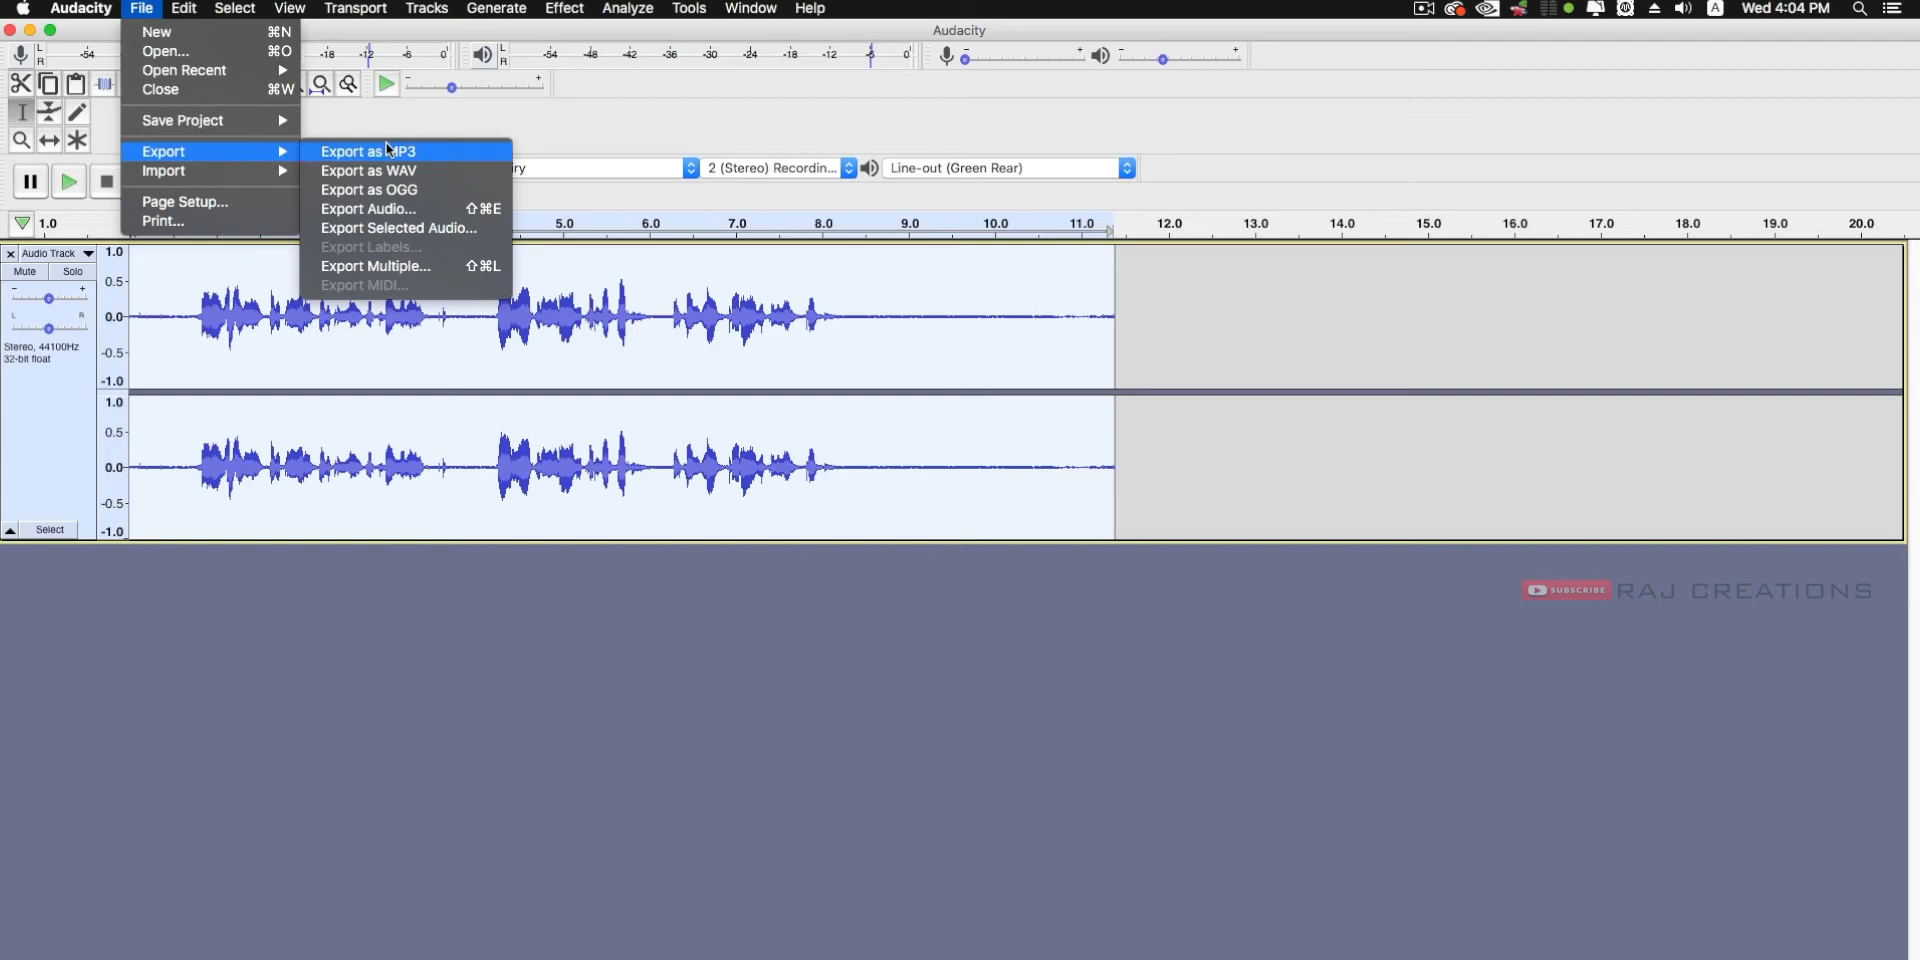 Audacity File Edit Select View Transport Tracks Generate Effect Analyze Tools Window Help A Wed 4:04 PM
Audacity
New ⌘N
Open... ⌘O
Open Recent ▶
Close ⌘W
Save Project ▶
Export ▶
Import ▶
Page Setup...
Print...
Export as MP3
Export as WAV
Export as OGG
Export Audio... ⇧⌘E
Export Selected Audio...
Export Labels...
Export Multiple... ⇧⌘L
Export MIDI...
L R -54 -18 -12 -6 0
L R -54 -48 -42 -36 -30 -24 -18 -12 -6 0
- + - +
- +
2 (Stereo) Recordin... Line-out (Green Rear)
1.0 5.0 6.0 7.0 8.0 9.0 10.0 11.0 12.0 13.0 14.0 15.0 16.0 17.0 18.0 19.0 20.0
Audio Track
Mute Solo
- +
L R
Stereo, 44100Hz
32-bit float
Select
1.0
0.5
0.0
-0.5
-1.0
1.0
0.5
0.0
-0.5
-1.0
SUBSCRIBE RAJ CREATIONS